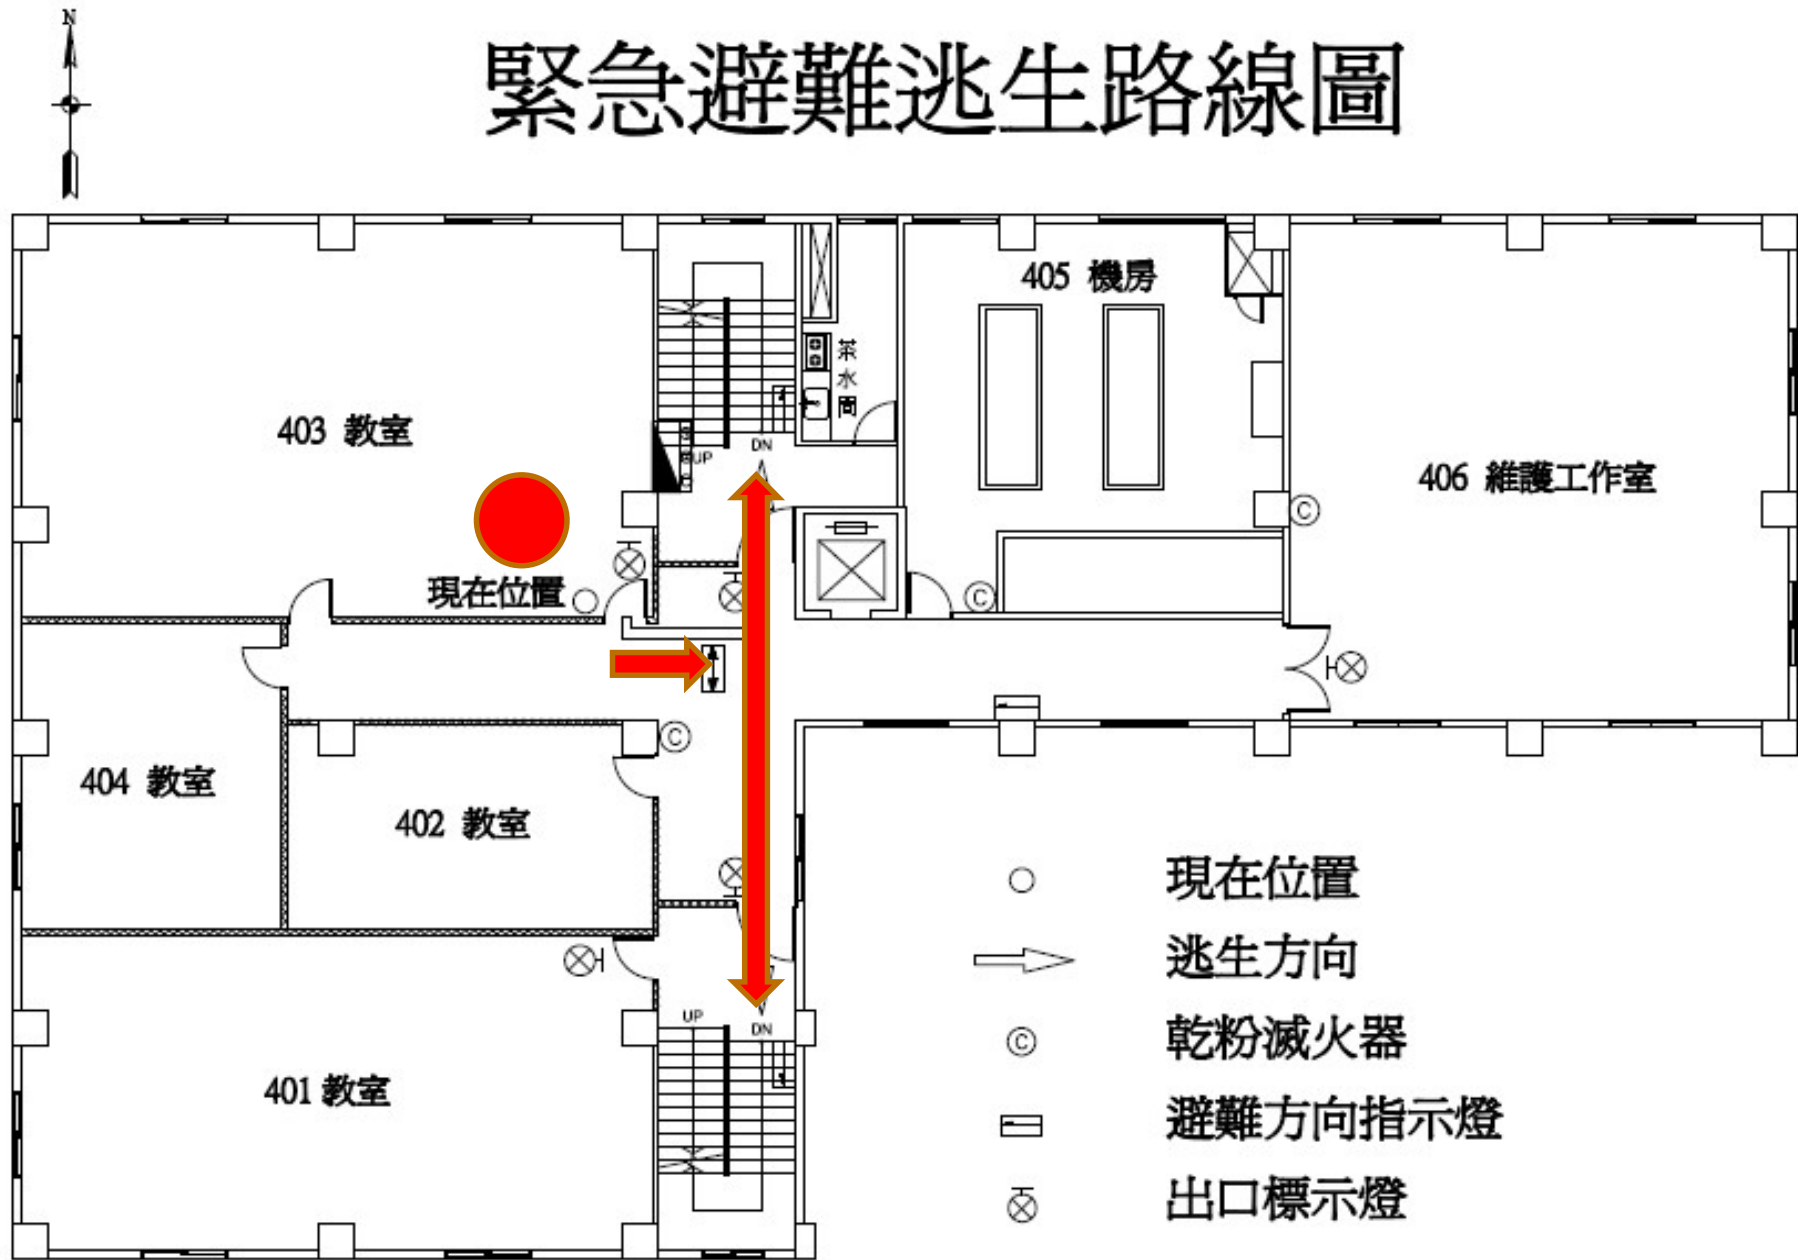 N
緊急避難逃生路線圖
405 機房
茶水間
403 教室
DN
UP
406 維護工作室
C
現在位置
C
C
404 教室
402 教室
UP
DN
401 教室
現在位置
逃生方向
C 乾粉滅火器
避難方向指示燈
出口標示燈